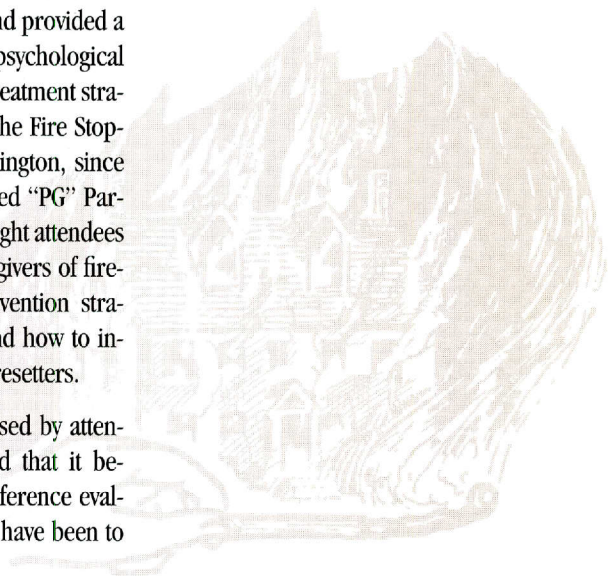 nd provided a
psychological
reatment stra-
he Fire Stop-
ington, since
ed “PG” Par-
ght attendees
givers of fire-
vention stra-
nd how to in-
resetters.
sed by atten-
d that it be-
ference eval-
have been to